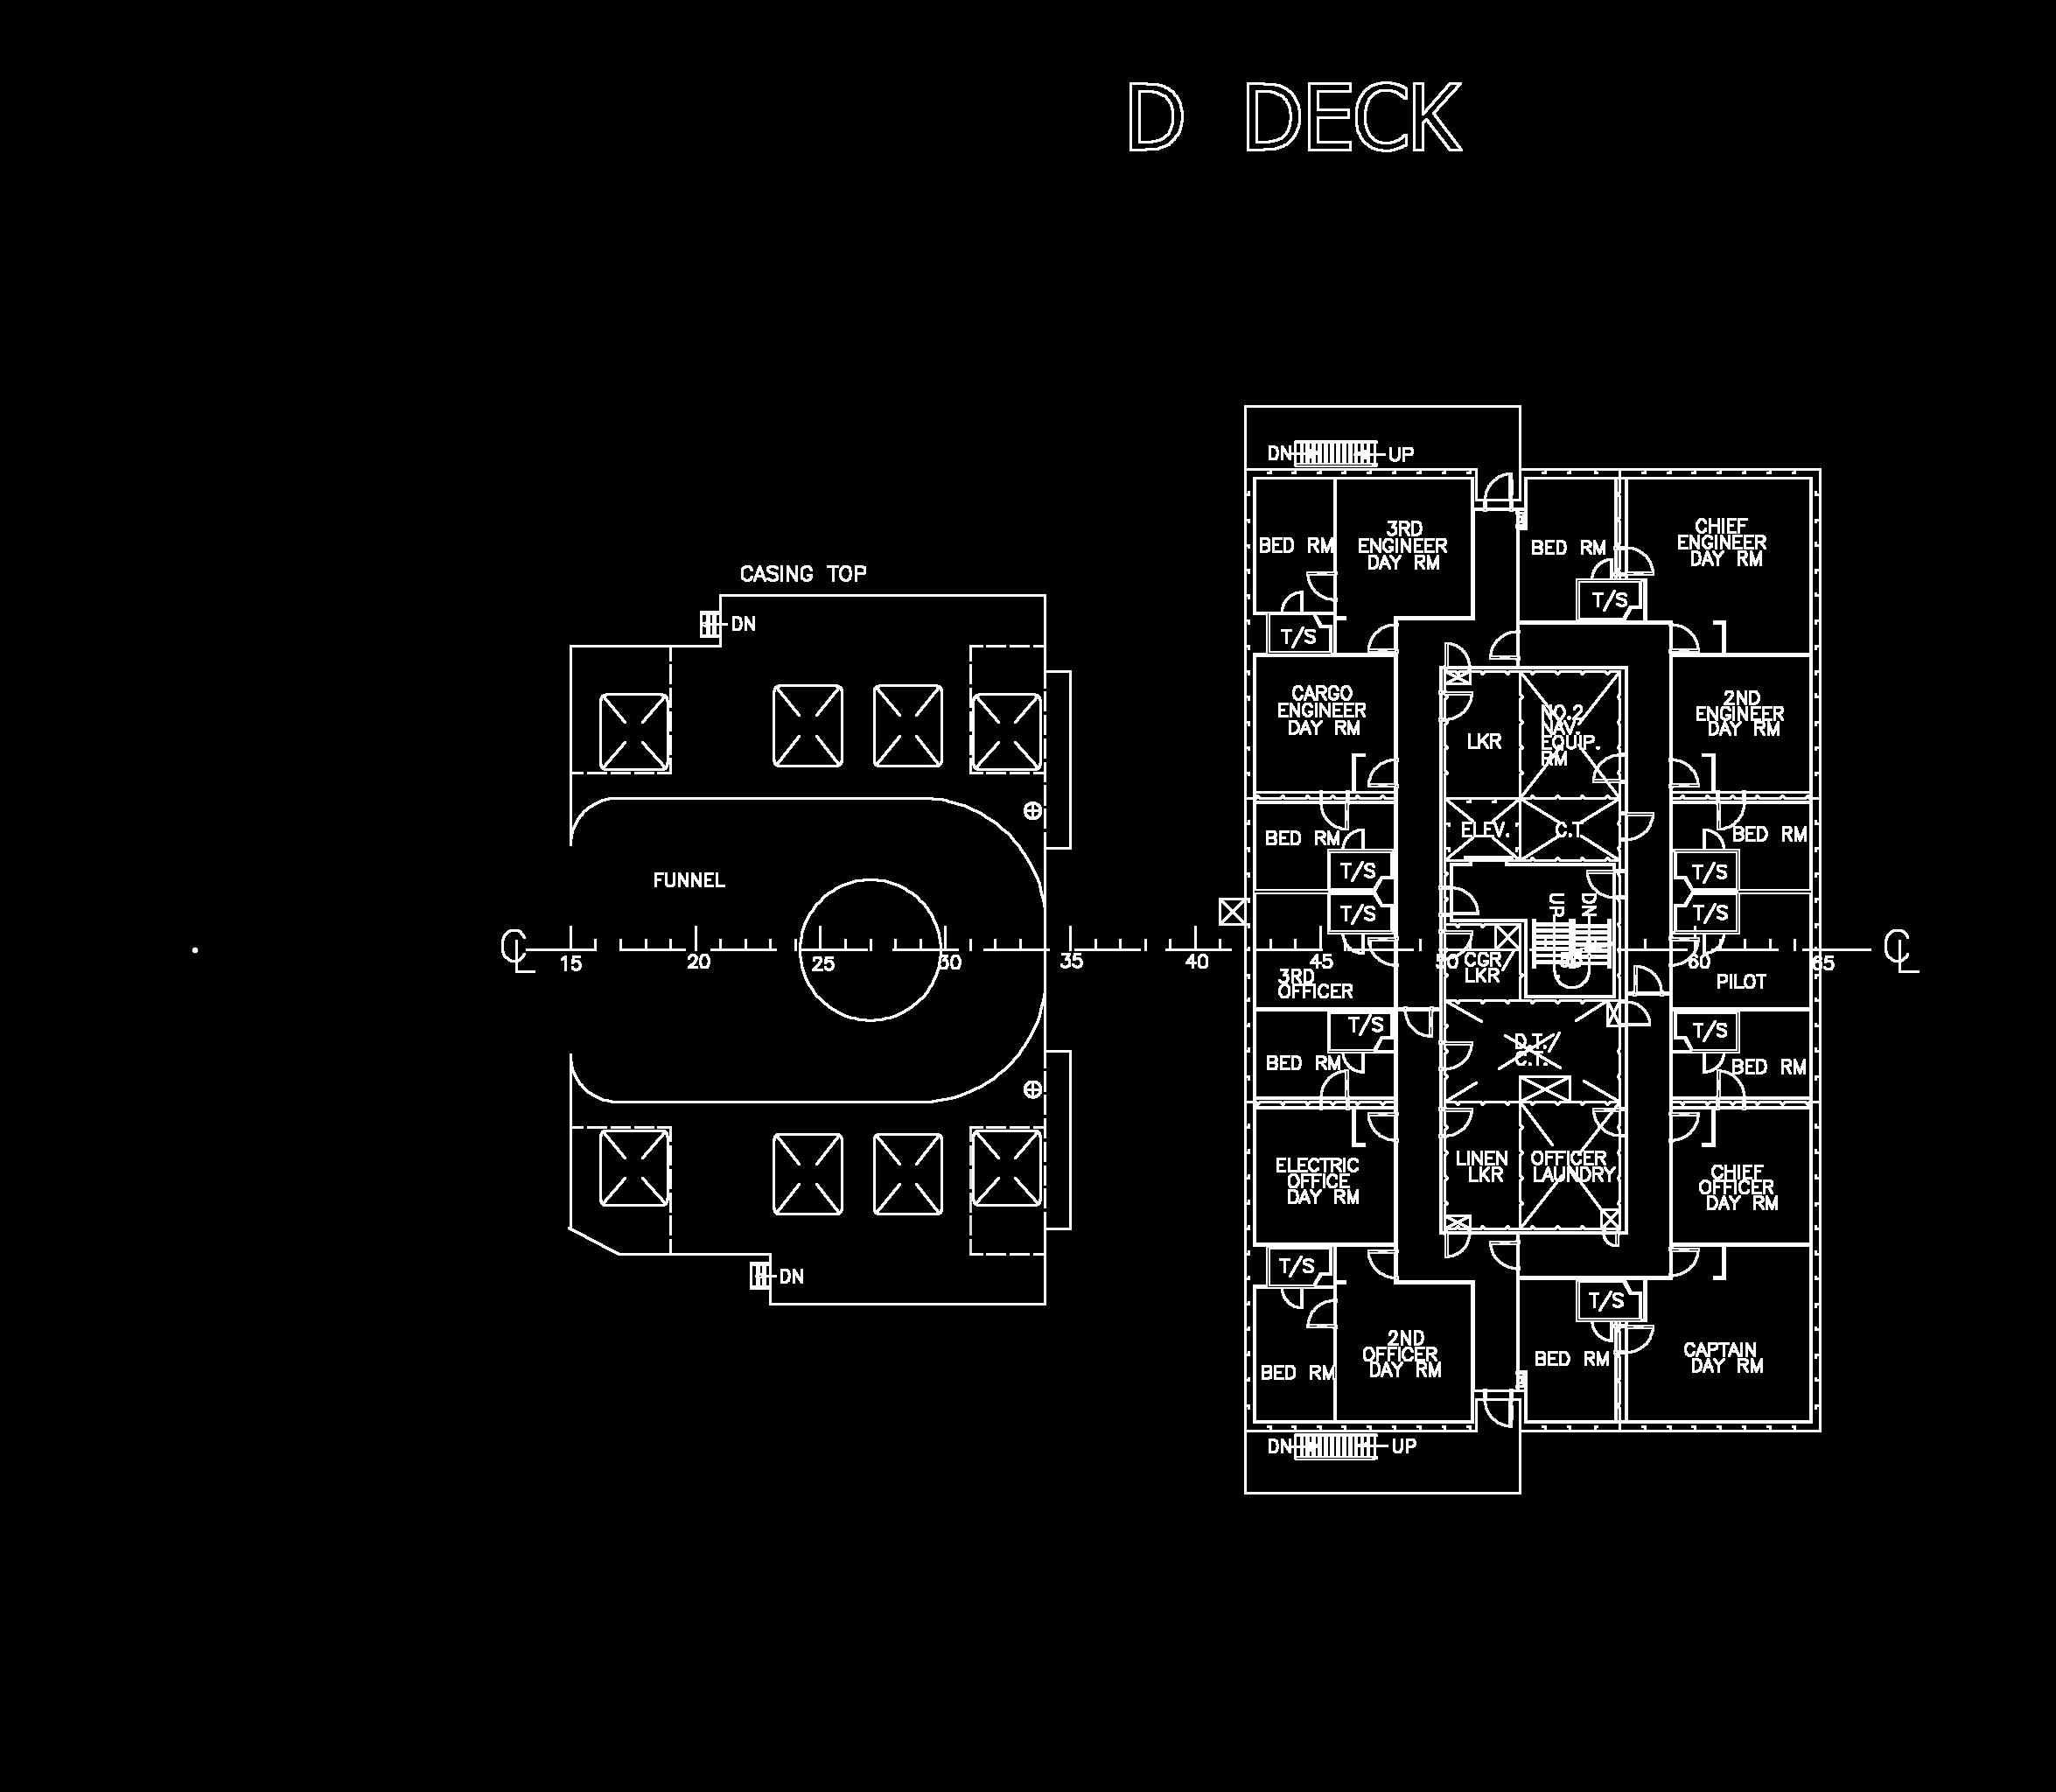 D DECK
DN UP
3RD
ENGINEER
DAY RM
BED RM
BED RM
CHIEF
ENGINEER
DAY RM
CASING TOP
T/S
DN
T/S
CARGO
ENGINEER
DAY RM
LKR
NO.2
NAV.
EQUIP.
RM
2ND
ENGINEER
DAY RM
BED RM
ELEV.
C.T
BED RM
T/S
T/S
FUNNEL
UP
DN
T/S
T/S
CL
15 20 25 30 35 40 45 50 60 65
CL
CGR/
LKR
3RD
OFFICER
PILOT
T/S
T/S
BED RM
D.T./
C.T.
BED RM
ELECTRIC
OFFICE
DAY RM
LINEN
LKR
OFFICER
LAUNDRY
CHIEF
OFFICER
DAY RM
T/S
DN
T/S
2ND
OFFICER
DAY RM
BED RM
BED RM
CAPTAIN
DAY RM
DN UP